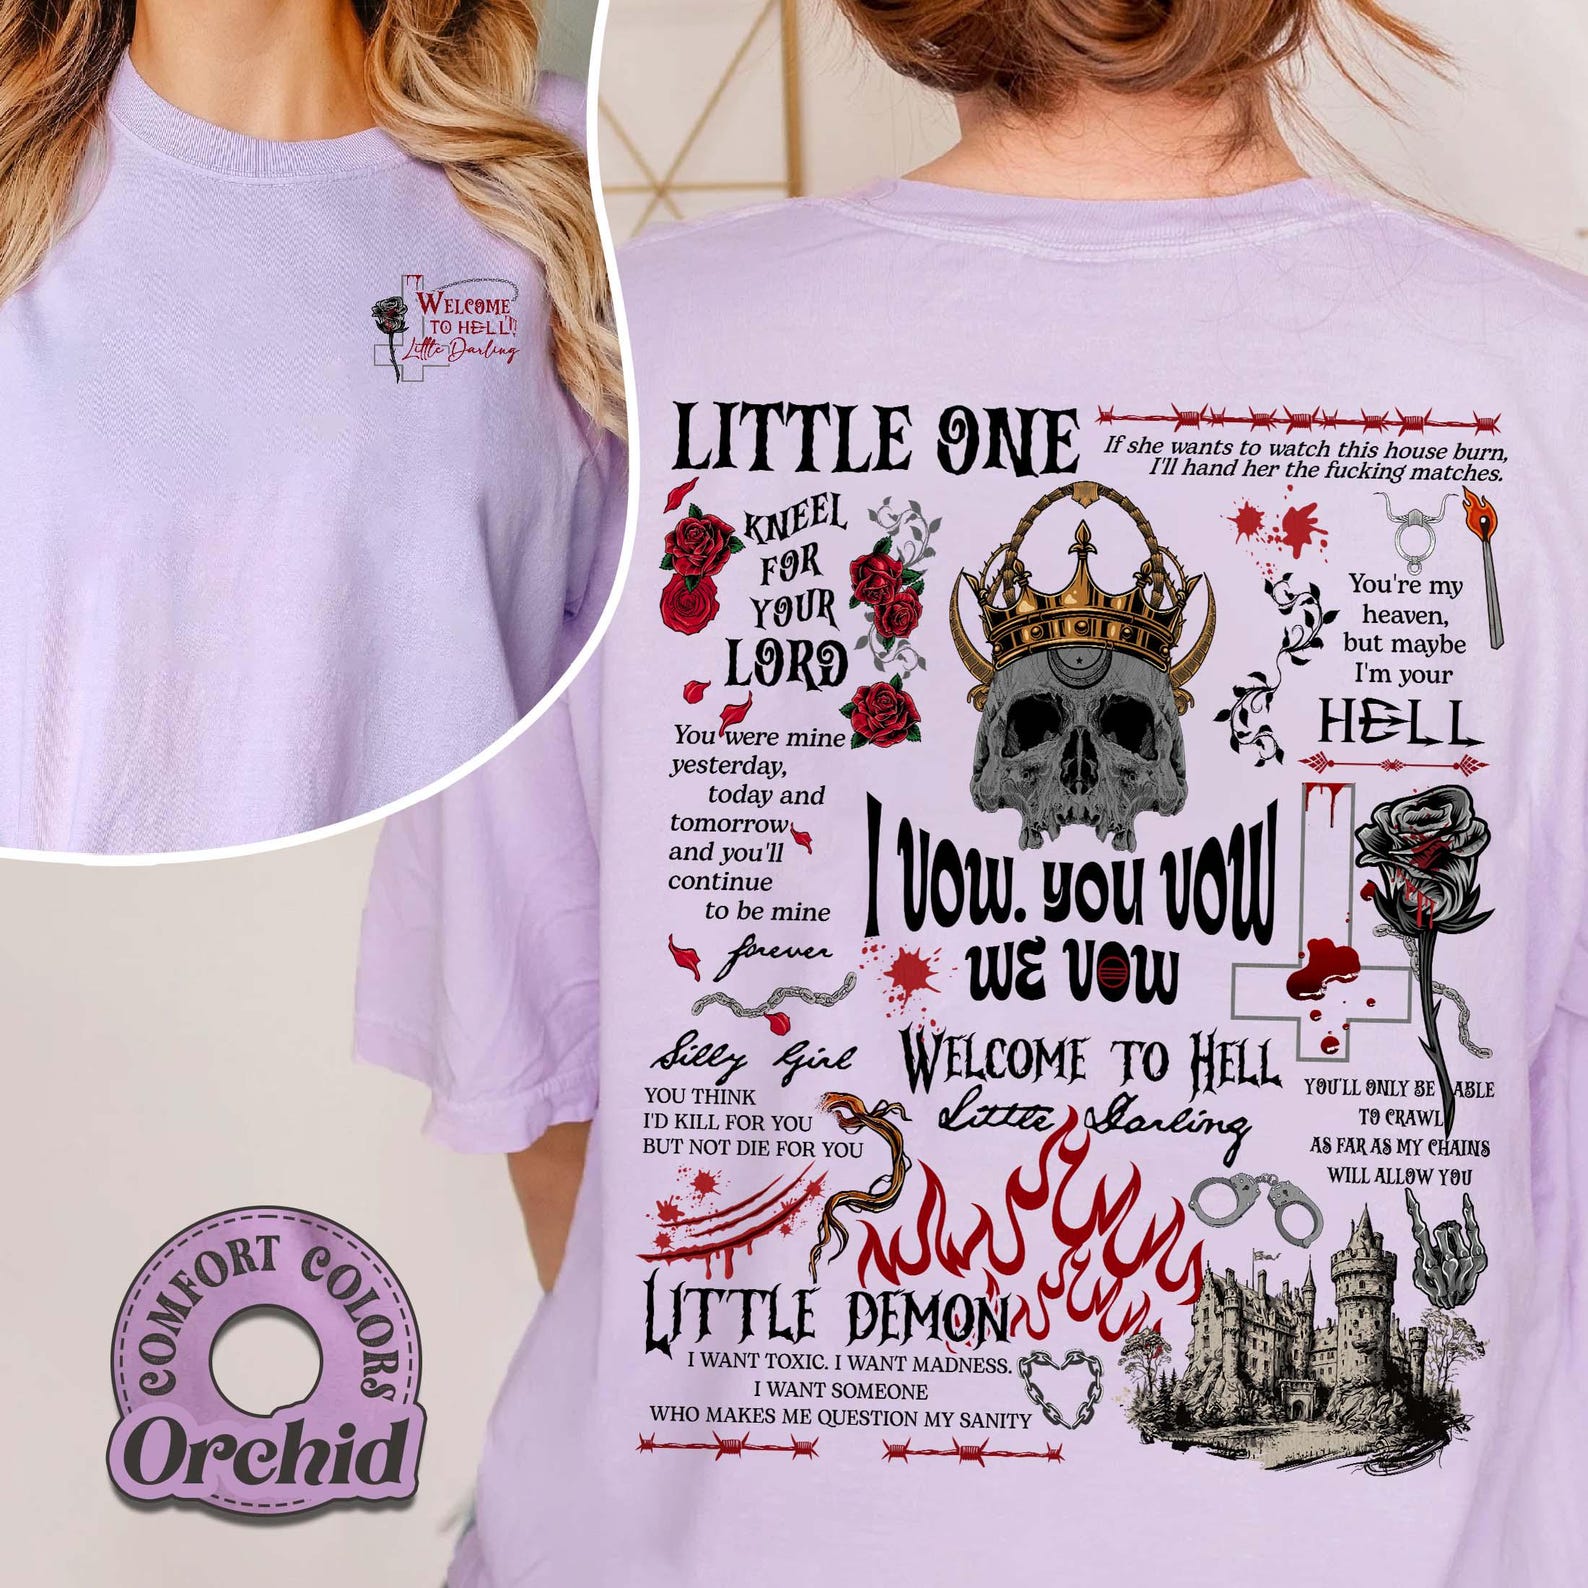 WELCOME
TO HELL
Little Darling
LITTLE ONE
If she wants to watch this house burn,
I'll hand her the fucking matches.
KNEEL
FOR
YOUR
LORD
You're my
heaven,
but maybe
I'm your
HELL
You were mine
yesterday,
today and
tomorrow
and you'll
continue
to be mine
forever
I VOW. YOU VOW
WE VOW
Silly Girl
YOU THINK
I'D KILL FOR YOU
BUT NOT DIE FOR YOU
WELCOME TO HELL
Little Darling
YOU'LL ONLY BE ABLE
TO CRAWL
AS FAR AS MY CHAINS
WILL ALLOW YOU
LITTLE DEMON
I WANT TOXIC. I WANT MADNESS.
I WANT SOMEONE
WHO MAKES ME QUESTION MY SANITY
COMFORT COLORS
Orchid